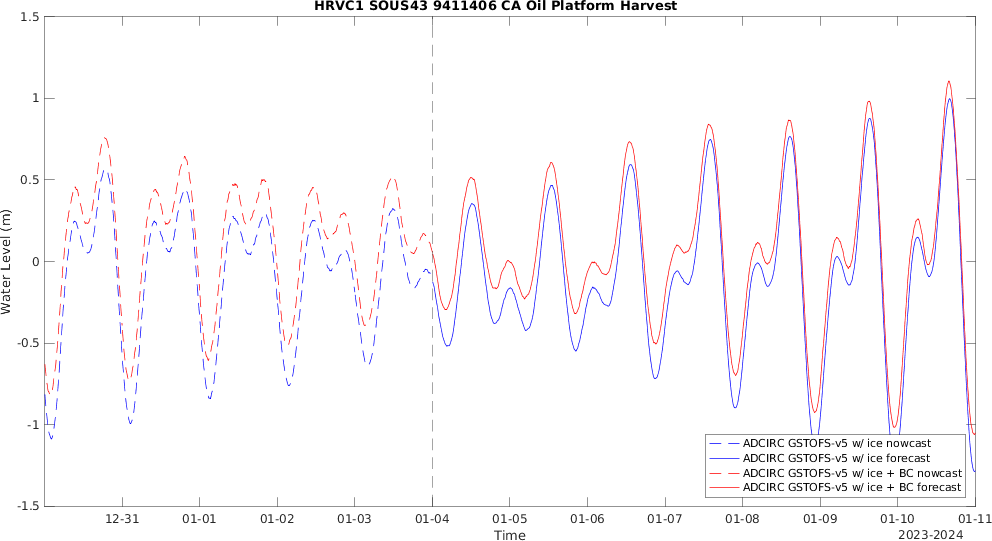 HRVC1 SOUS43 9411406 CA Oil Platform Harvest
1.5
1
0.5
0
-0.5
-1
-1.5
Water Level (m)
ADCIRC GSTOFS-v5 w/ ice nowcast
ADCIRC GSTOFS-v5 w/ ice forecast
ADCIRC GSTOFS-v5 w/ ice + BC nowcast
ADCIRC GSTOFS-v5 w/ ice + BC forecast
12-31 01-01 01-02 01-03 01-04 01-05 01-06 01-07 01-08 01-09 01-10 01-11
Time
2023-2024